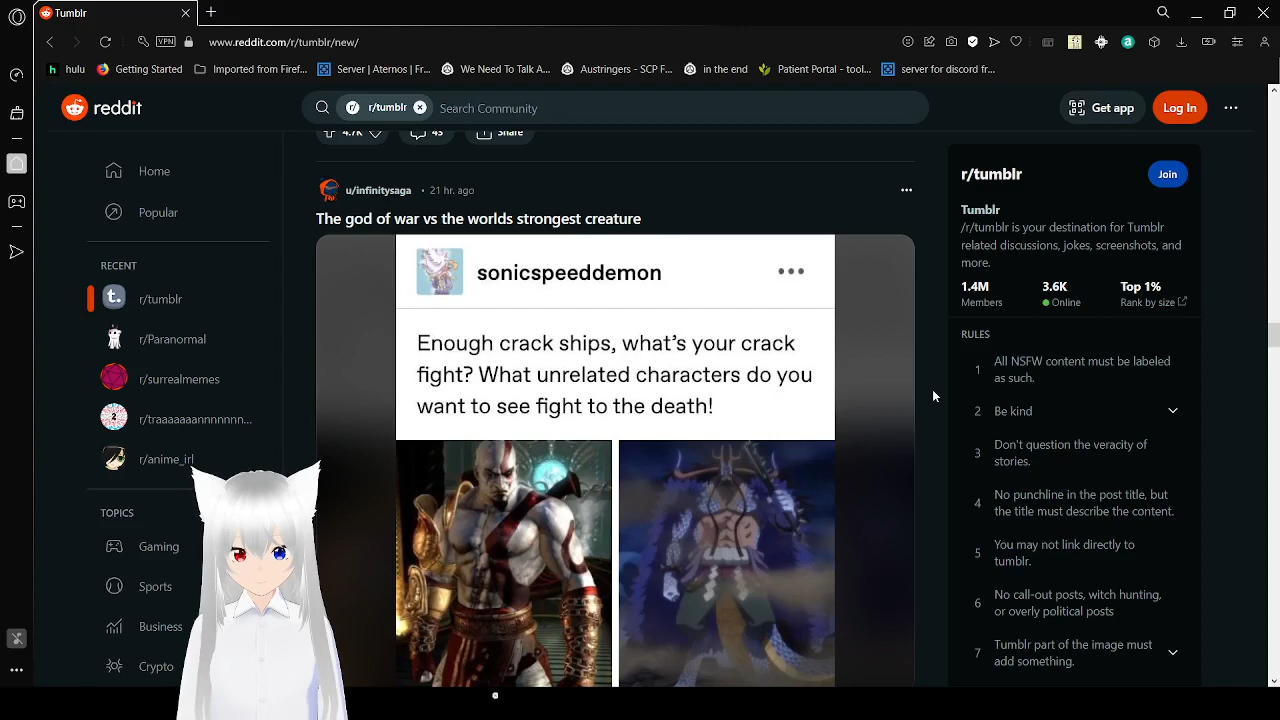 Tumblr
VPN
www.reddit.com/r/tumblr/new/
hulu
Getting Started
Imported from Firef...
Server | Aternos | Fr...
We Need To Talk A...
Austringers - SCP F...
in the end
Patient Portal - tool...
server for discord fr...
reddit
r/tumblr
Search Community
Get app
Log In
4.7K
43
Share
Home
Popular
RECENT
r/tumblr
r/Paranormal
r/surrealmemes
r/traaaaaaannnnnnn...
r/anime_irl
TOPICS
Gaming
Sports
Business
Crypto
u/infinitysaga • 21 hr. ago
The god of war vs the worlds strongest creature
sonicspeeddemon
Enough crack ships, what’s your crack
fight? What unrelated characters do you
want to see fight to the death!
r/tumblr
Join
Tumblr
/r/tumblr is your destination for Tumblr
related discussions, jokes, screenshots, and
more.
1.4M 3.6K Top 1%
Members Online Rank by size
RULES
1 All NSFW content must be labeled
as such.
2 Be kind
3 Don't question the veracity of
stories.
4 No punchline in the post title, but
the title must describe the content.
5 You may not link directly to
tumblr.
6 No call-out posts, witch hunting,
or overly political posts
7 Tumblr part of the image must
add something.